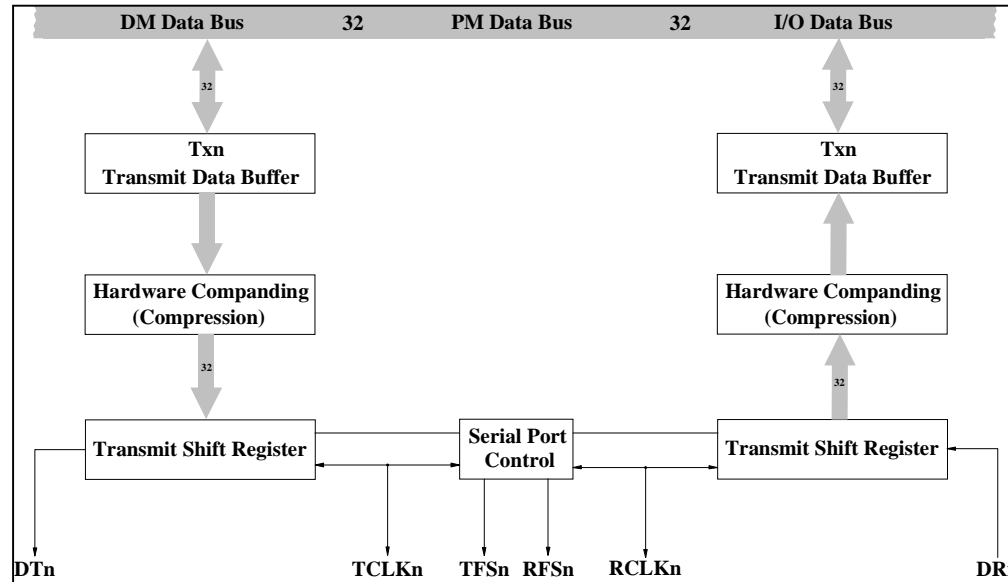 DM Data Bus 32 PM Data Bus 32 I/O Data Bus
32 32
Txn
Transmit Data Buffer
Txn
Transmit Data Buffer
Hardware Companding
(Compression)
Hardware Companding
(Compression)
32 32
Transmit Shift Register
Serial Port
Control
Transmit Shift Register
DTn TCLKn TFSn RFSn RCLKn DR